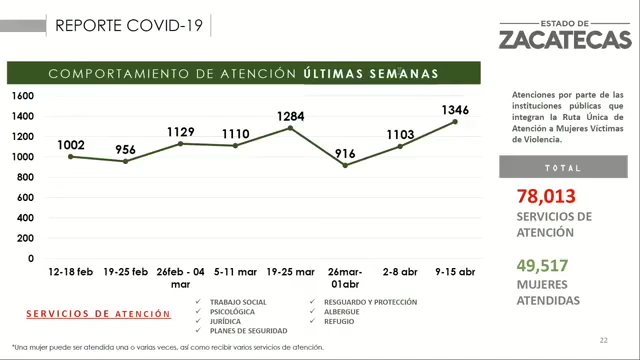 REPORTE COVID-19
ESTADO DE
ZACATECAS
COMPORTAMIENTO DE ATENCIÓN ÚLTIMAS SEMANAS
1600
1400
1200
1000
800
600
400
200
0
1002
956
1129
1110
1284
916
1103
1346
12-18 feb
19-25 feb
26feb - 04
mar
5-11 mar
19-25 mar
26mar-
01abr
2-8 abr
9-15 abr
Atenciones por parte de las
instituciones públicas que
integran la Ruta Única de
Atención a Mujeres Víctimas
de Violencia.
TOTAL
78,013
SERVICIOS DE
ATENCIÓN
49,517
MUJERES
ATENDIDAS
SERVICIOS DE ATENCIÓN
✓ TRABAJO SOCIAL
✓ PSICOLÓGICA
✓ JURÍDICA
✓ PLANES DE SEGURIDAD
✓ RESGUARDO Y PROTECCIÓN
✓ ALBERGUE
✓ REFUGIO
*Una mujer puede ser atendida una o varias veces, así como recibir varios servicios de atención.
22